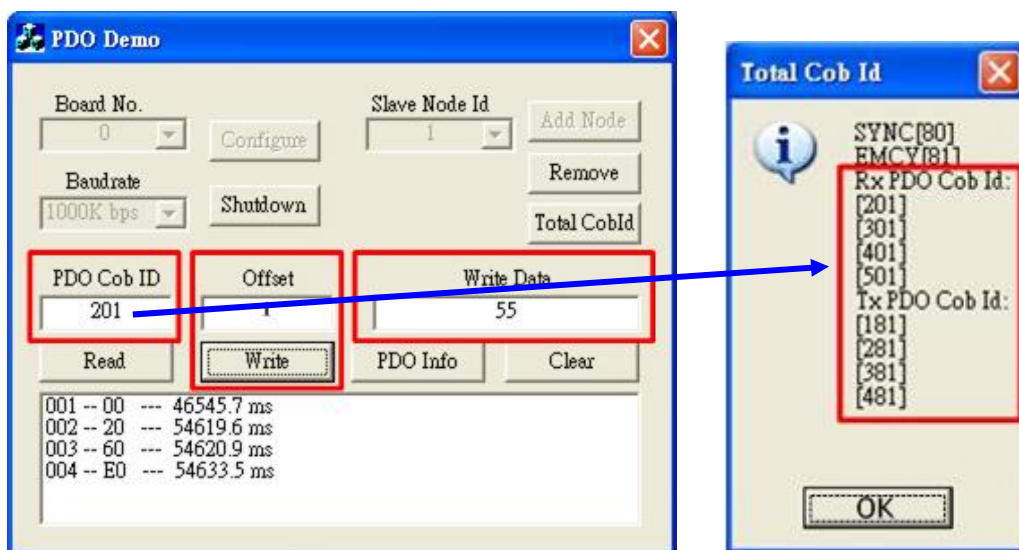 PDO Demo
Board No.
0
Configure
Slave Node Id
1
Add Node
Baudrate
1000K bps
Shutdown
Remove
Total CobId
PDO Cob ID
201
Offset
1
Write Data
55
Read
Write
PDO Info
Clear
001 -- 00 --- 46545.7 ms
002 -- 20 --- 54619.6 ms
003 -- 60 --- 54620.9 ms
004 -- E0 --- 54633.5 ms
Total Cob Id
SYNC[80]
EMCY[81]
Rx PDO Cob Id:
[201]
[301]
[401]
[501]
Tx PDO Cob Id:
[181]
[281]
[381]
[481]
OK